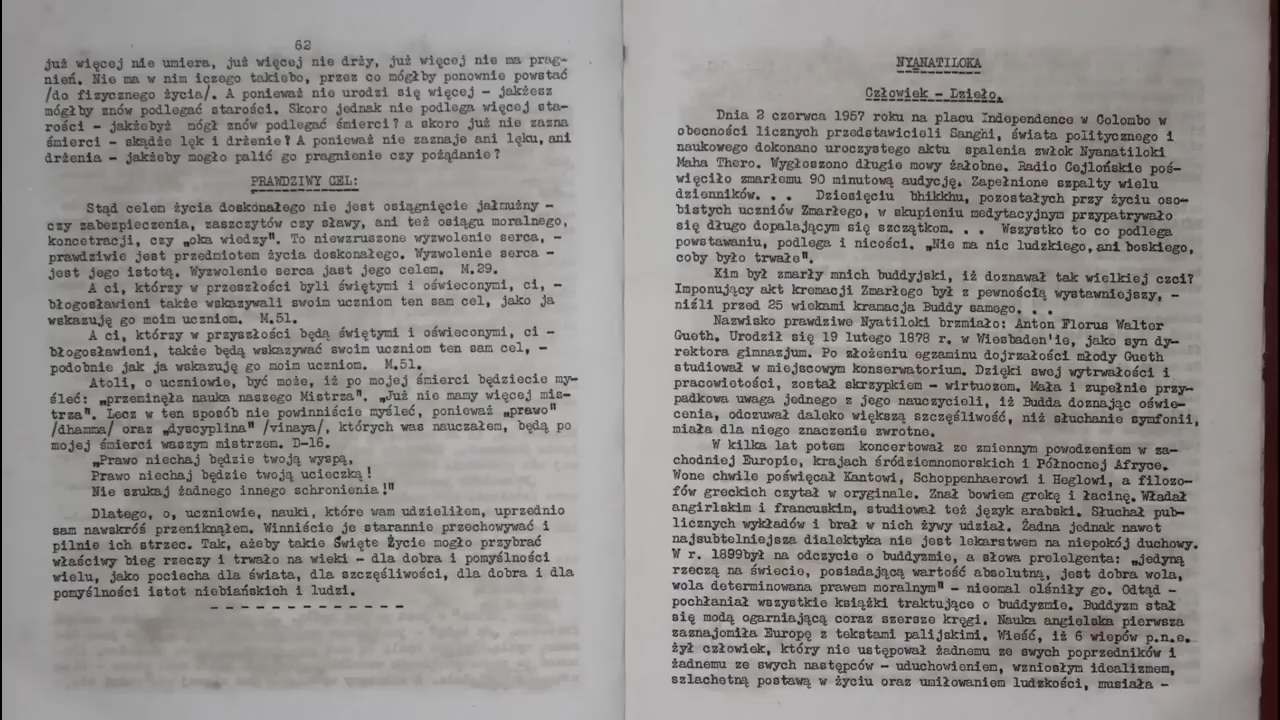 62
już więcej nie umiera, już więcej nie drży, już więcej nie ma prag-
nień. Nie ma w nim iczego takiebo, przez co mógłby ponownie powstać
/do fizycznego życia/. A ponieważ nie urodzi się więcej - jakżesz
mógłby znów podlegać starości. Skoro jednak nie podlega więcej sta-
rości - jakżebyż mógł znów podlegać śmierci? a skoro już nie zazna
śmierci - skądże lęk i drżenie? A ponieważ nie zaznaje ani lęku, ani
drżenia - jakżeby mogło palić go pragnienie czy pożądanie?
PRAWDZIWY CEL:
Stąd celem życia doskonałego nie jest osiągnięcie jałmużny -
czy zabezpieczenia, zaszczytów czy sławy, ani też osiągu moralnego,
koncetracji, czy „oka wiedzy". To niewzruszone wyzwolenie serca, -
prawdziwie jest przedmiotem życia doskonałego. Wyzwolenie serca -
jest jego istotą. Wyzwolenie serca jast jego celem. M.29.
A ci, którzy w przeszłości byli świętymi i oświeconymi, ci, -
błogosławieni także wskazywali swoim uczniom ten sam cel, jako ja
wskazuję go moim uczniom. M.51.
A ci, którzy w przyszłości będą świętymi i oświeconymi, ci -
błogosławieni, także będą wskazywać swoim uczniom ten sam cel, -
podobnie jak ja wskazuję go moim uczniom. M.51.
Atoli, o uczniowie, być może, iż po mojej śmierci będziecie my-
śleć: „przeminęła nauka naszego Mistrza". „Już nie mamy więcej mis-
trza". Lecz w ten sposób nie powinniście myśleć, ponieważ „prawo"
/dhamma/ oraz „dyscyplina" /vinaya/, których was nauczałem, będą po
mojej śmierci waszym mistrzem. D-16.
„Prawo niechaj będzie twoją wyspą,
Prawo niechaj będzie twoją ucieczką!
Nie szukaj żadnego innego schronienia!"
Dlatego, o, uczniowie, nauki, które wam udzieliłem, uprzednio
sam nawskróś przeniknąłem. Winniście je starannie przechowywać i
pilnie ich strzec. Tak, ażeby takie Święte Życie mogło przybrać
właściwy bieg rzeczy i trwało na wieki - dla dobra i pomyślności
wielu, jako pociecha dla świata, dla szczęśliwości, dla dobra i dla
pomyślności istot niebiańskich i ludzi.
NYANATILOKA
Człowiek - Dzieło.
Dnia 2 czerwca 1957 roku na placu Independence w Colombo w
obecności licznych przedstawicieli Sanghi, świata politycznego i
naukowego dokonano uroczystego aktu spalenia zwłok Nyanatiloki
Maha Thero. Wygłoszono długie mowy żałobne. Radio Cejlońskie poś-
więciło zmarłemu 90 minutową audycję. Zapełnione szpalty wielu
dzienników. . . Dziesięciu bhikkhu, pozostałych przy życiu oso-
bistych uczniów Zmarłego, w skupieniu medytacyjnym przypatrywało
się długo dopalającym się szczątkom. . . Wszystko to co podlega
powstawaniu, podlega i nicości. „Nie ma nic ludzkiego, ani boskiego,
coby było trwałe".
Kim był zmarły mnich buddyjski, iż doznawał tak wielkiej czci?
Imponujący akt kremacji Zmarłego był z pewnością wystawniejszy, -
niźli przed 25 wiekami kramacja Buddy samego. . .
Nazwisko prawdziwe Nyatiloki brzmiało: Anton Florus Walter
Gueth. Urodził się 19 lutego 1878 r. w Wiesbaden'ie, jako syn dy-
rektora gimnazjum. Po złożeniu egzaminu dojrzałości młody Gueth
studiował w miejscowym konserwatorium. Dzięki swej wytrwałości i
pracowietości, został skrzypkiem - wirtuozem. Mała i zupełnie przy-
padkowa uwaga jednego z jego nauczycieli, iż Budda doznając oświe-
cenia, odczuwał daleko większą szczęśliwość, niż słuchanie symfonii,
miała dla niego znaczenie zwrotne.
W kilka lat potem koncertował ze zmiennym powodzeniem w za-
chodniej Europie, krajach śródziemnomorskich i Północnej Afryce.
Wone chwile poświęcał Kantowi, Schoppenhaerowi i Heglowi, a filozo-
fów greckich czytał w oryginale. Znał bowiem grekę i łacinę. Władał
angirlskim i francuskim, studiował też język arabski. Słuchał pub-
licznych wykładów i brał w nich żywy udział. Żadna jednak nawet
najsubtelniejsza dialektyka nie jest lekarstwem na niepokój duchowy.
W r. 1899był na odczycie o buddyzmie, a słowa prelelgenta: „jedyną
rzeczą na świecie, posiadającą wartość absolutną, jest dobra wola,
wola determinowana prawem moralnym" - nieomal olśniły go. Odtąd -
pochłaniał wszystkie książki traktujące o buddyzmie. Buddyzm stał
się modą ogarniającą coraz szersze kręgi. Nauka angielska pierwsza
zaznajomiła Europę z tekstami palijskimi. Wieść, iż 6 wiepów p.n.e.
żył człowiek, który nie ustępował żadnemu ze swych poprzedników i
żadnemu ze swych następców - uduchowieniem, wzniosłym idealizmem,
szlachetną postawą w życiu oraz umiłowaniem ludzkości, musiała -